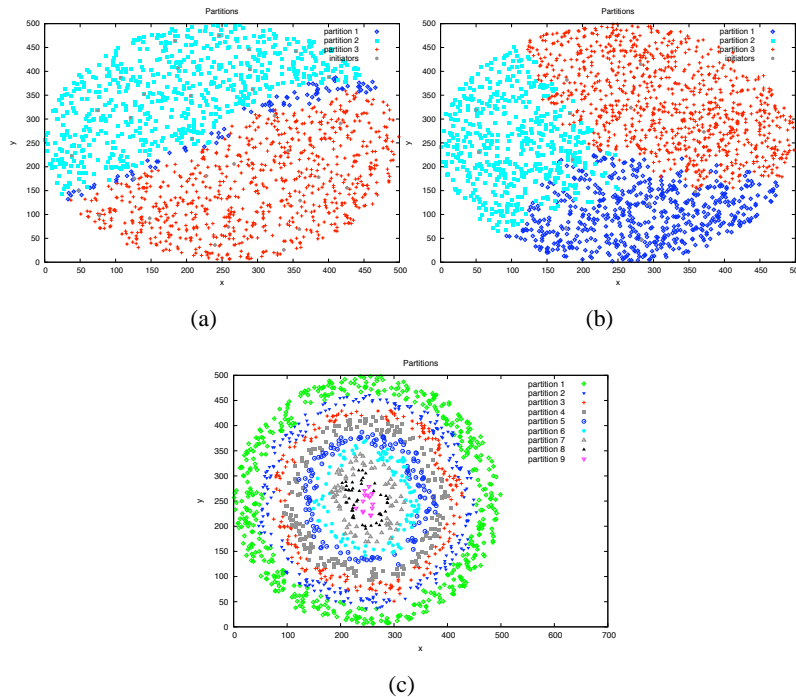 Partitions
500
450
400
350
300
250
200
150
100
50
0
y
0 50 100 150 200 250 300 350 400 450 500
x
partition 1
partition 2
partition 3
initiators
(a)
Partitions
500
450
400
350
300
250
200
150
100
50
0
y
0 50 100 150 200 250 300 350 400 450 500
x
partition 1
partition 2
partition 3
initiators
(b)
Partitions
500
450
400
350
300
250
200
150
100
50
0
y
0 100 200 300 400 500 600 700
x
partition 1
partition 2
partition 3
partition 4
partition 5
partition 6
partition 7
partition 8
partition 9
(c)